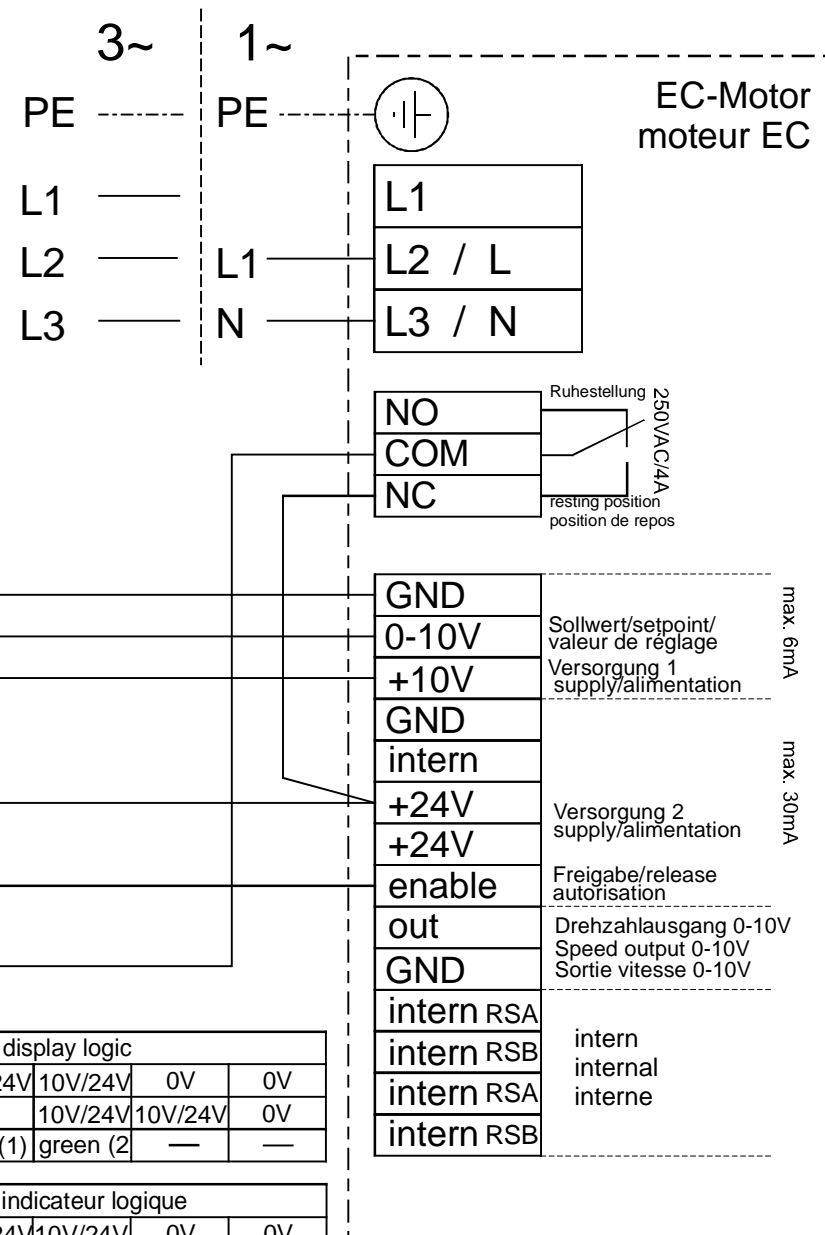 3~ 1~
PE PE
EC-Motor
moteur EC
L1 L1
L2 L1 L2 / L
L3 N L3 / N
NO Ruhestellung
COM 250VAC/4A
NC resting position
position de repos
GND
0-10V Sollwert/setpoint/
valeur de réglage
max. 6mA
+10V Versorgung 1
supply/alimentation
GND
intern
+24V Versorgung 2
supply/alimentation
max. 30mA
+24V
enable Freigabe/release
autorisation
out Drehzahlausgang 0-10V
Speed output 0-10V
GND Sortie vitesse 0-10V
intern RSA
intern RSB intern
internal
intern RSA interne
intern RSB
display logic
24V 10V/24V 0V 0V
10V/24V 10V/24V 0V
(1) green (2 — —
indicateur logique
24V 10V/24V 0V 0V